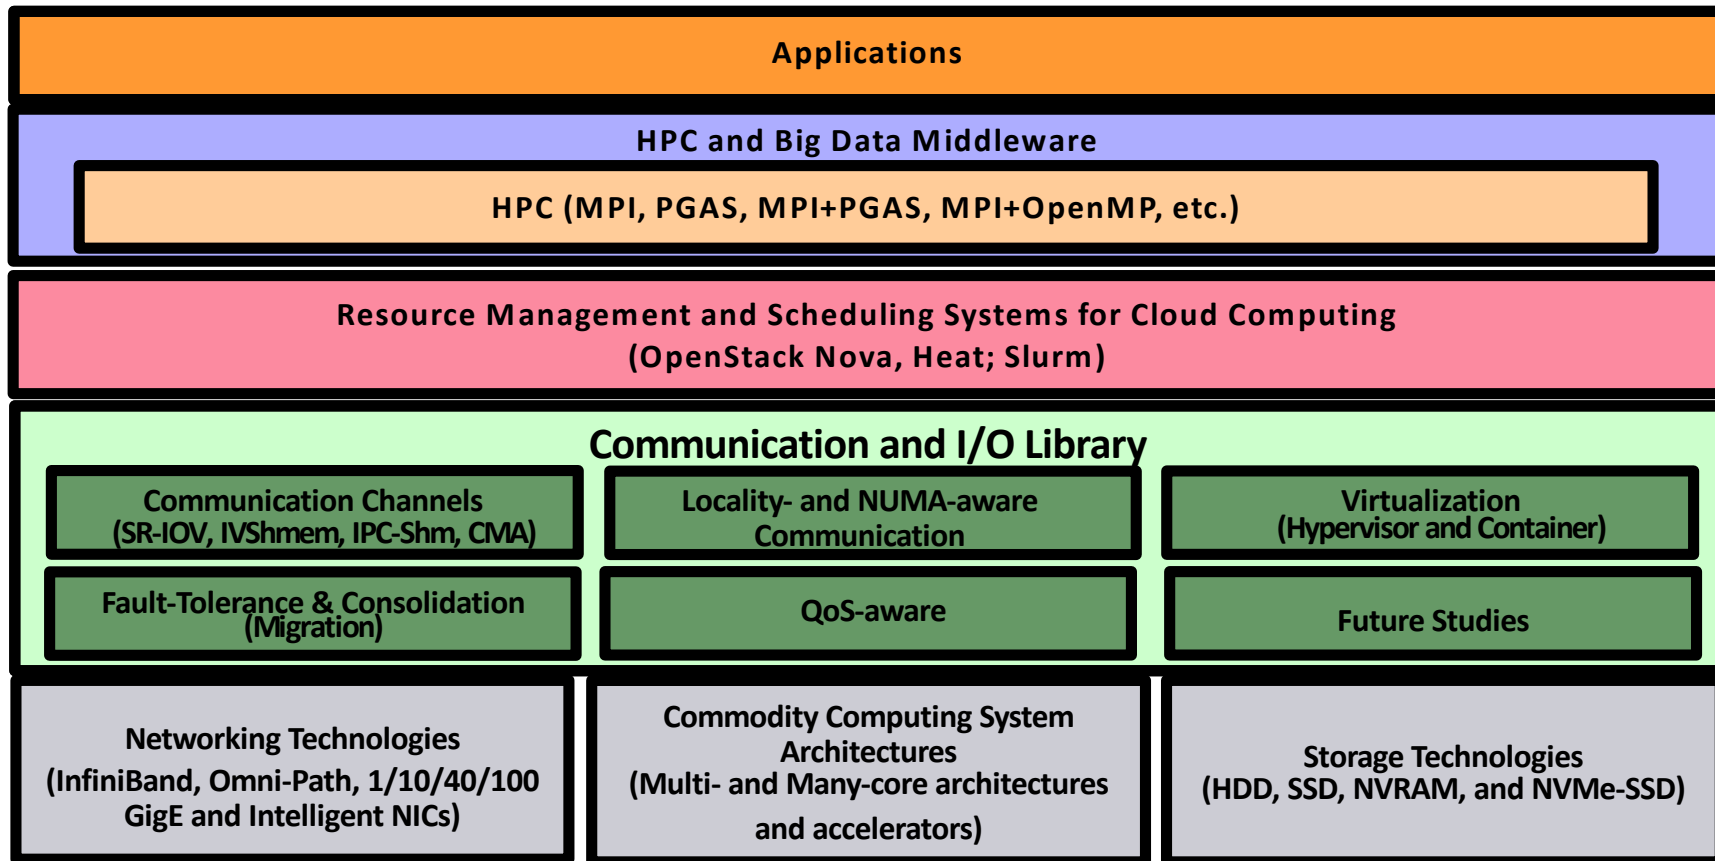 Applications
HPC and Big Data Middleware
HPC (MPI, PGAS, MPI+PGAS, MPI+OpenMP, etc.)
Resource Management and Scheduling Systems for Cloud Computing
(OpenStack Nova, Heat; Slurm)
Communication and I/O Library
Communication Channels
(SR-IOV, IVShmem, IPC-Shm, CMA)
Locality- and NUMA-aware
Communication
Virtualization
(Hypervisor and Container)
Fault-Tolerance & Consolidation
(Migration)
QoS-aware
Future Studies
Networking Technologies
(InfiniBand, Omni-Path, 1/10/40/100
GigE and Intelligent NICs)
Commodity Computing System
Architectures
(Multi- and Many-core architectures
and accelerators)
Storage Technologies
(HDD, SSD, NVRAM, and NVMe-SSD)